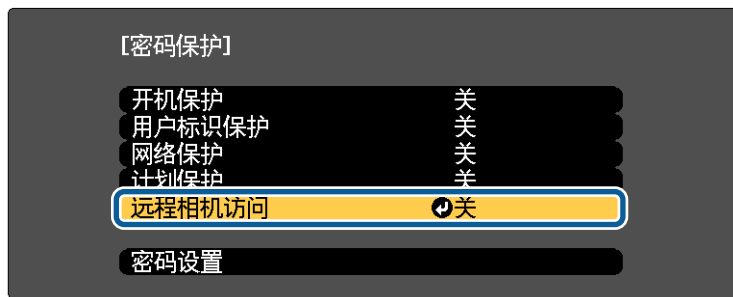 [密码保护]
开机保护 关
用户标识保护 关
网络保护 关
计划保护 关
远程相机访问 关
密码设置